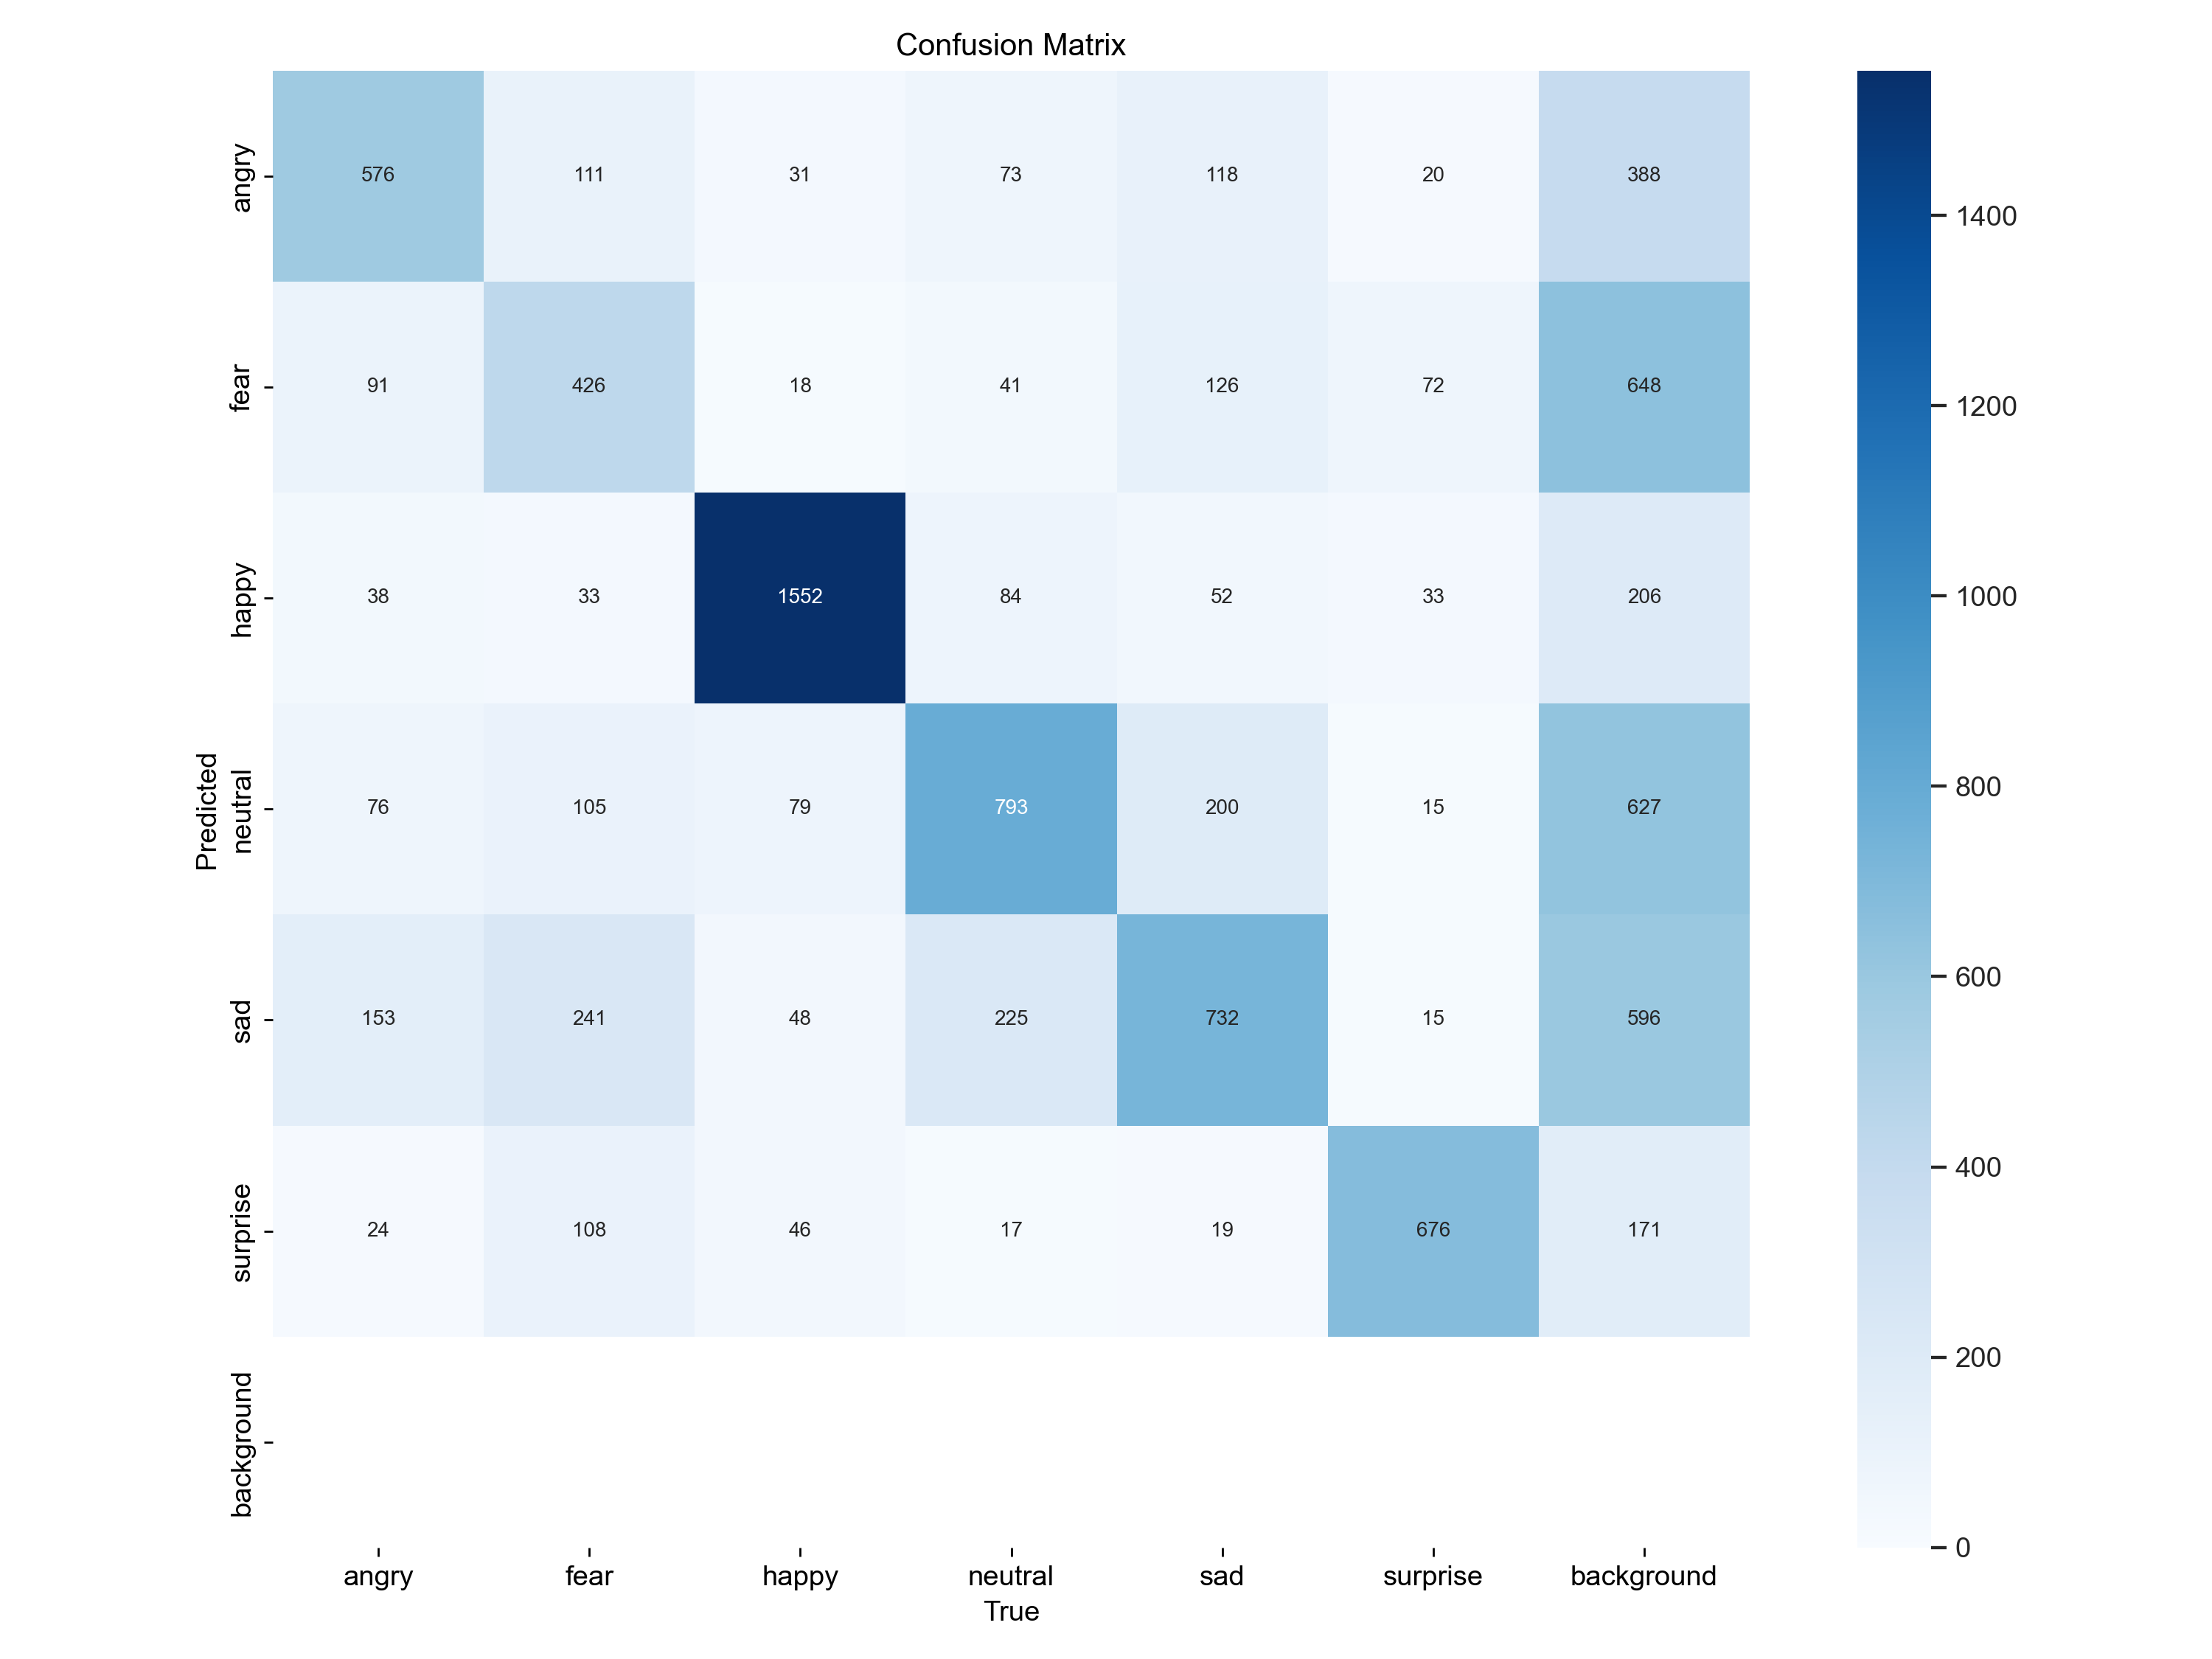 Confusion Matrix
angry 576 111 31 73 118 20 388
fear 91 426 18 41 126 72 648
happy 38 33 1552 84 52 33 206
neutral 76 105 79 793 200 15 627
sad 153 241 48 225 732 15 596
surprise 24 108 46 17 19 676 171
background
Predicted
angry fear happy neutral sad surprise background
True
1400
1200
1000
800
600
400
200
0